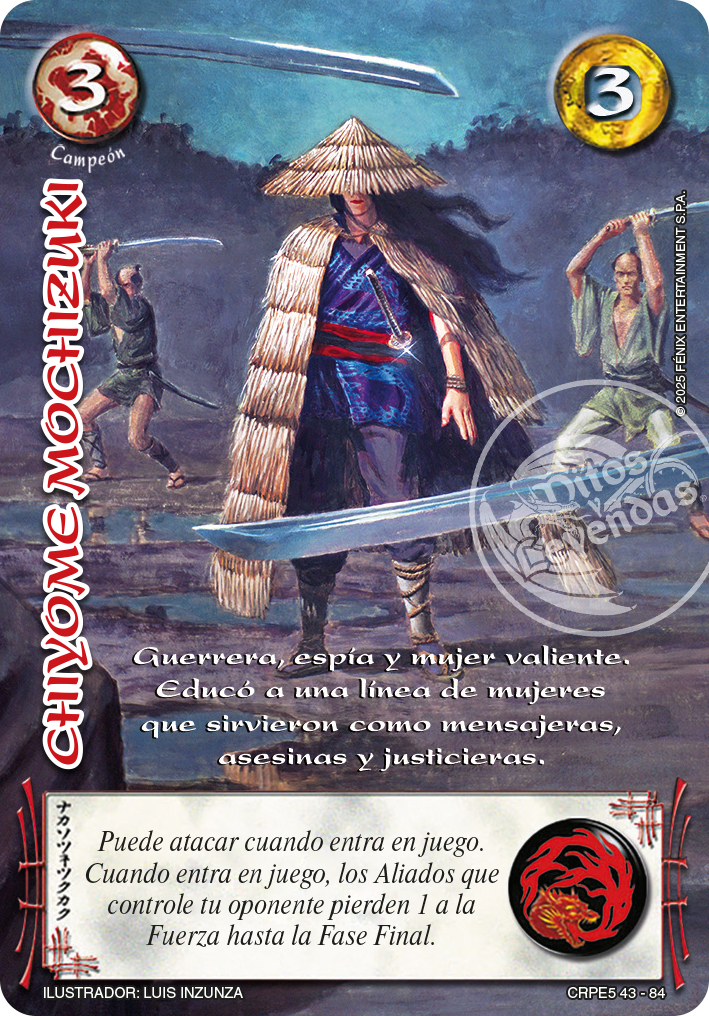 3
3
Campeón
CHIYOME MOCHIZUKI
© 2025 FÉNIX ENTERTAINMENT S.P.A.
Mitos
y
Leyendas
Guerrera, espía y mujer valiente.
Educó a una línea de mujeres
que sirvieron como mensajeras,
asesinas y justicieras.
ナカソツネツクカク
Puede atacar cuando entra en juego.
Cuando entra en juego, los Aliados que
controle tu oponente pierden 1 a la
Fuerza hasta la Fase Final.
ILUSTRADOR: LUIS INZUNZA
CRPE5 43 - 84